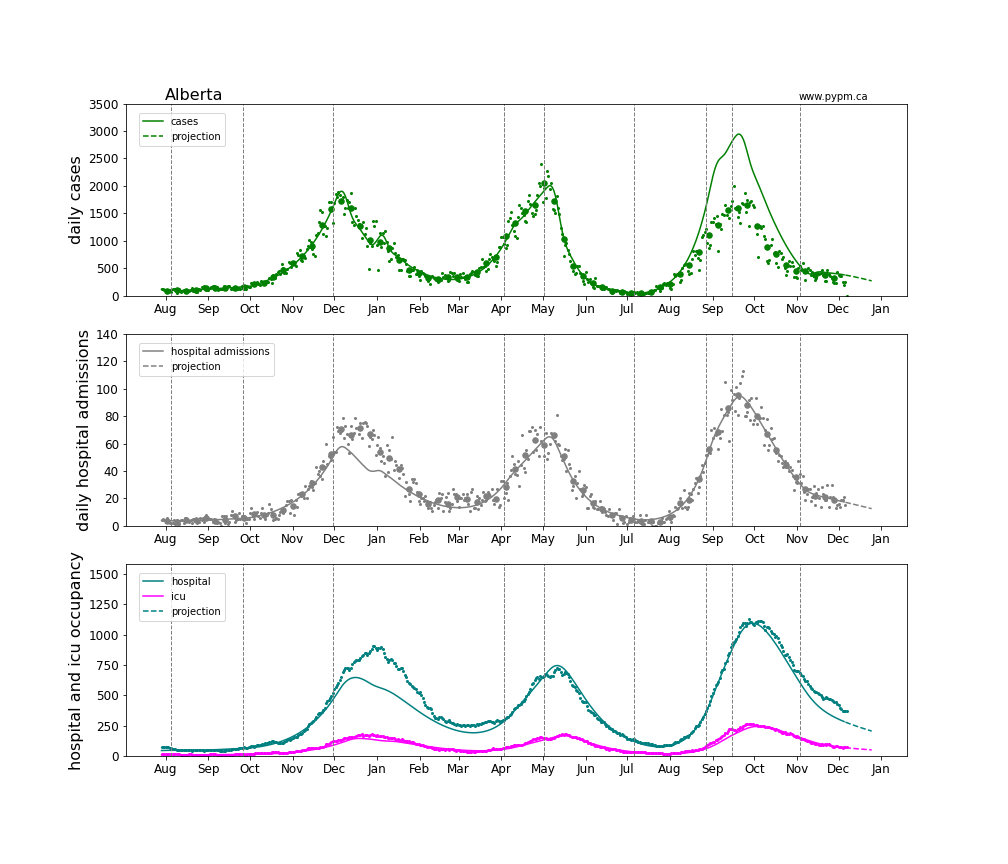 Alberta
www.pypm.ca
daily cases
3500
3000
2500
2000
1500
1000
500
0
cases
projection
Aug Sep Oct Nov Dec Jan Feb Mar Apr May Jun Jul Aug Sep Oct Nov Dec Jan
daily hospital admissions
140
120
100
80
60
40
20
0
hospital admissions
projection
Aug Sep Oct Nov Dec Jan Feb Mar Apr May Jun Jul Aug Sep Oct Nov Dec Jan
hospital and icu occupancy
1500
1250
1000
750
500
250
0
hospital
icu
projection
Aug Sep Oct Nov Dec Jan Feb Mar Apr May Jun Jul Aug Sep Oct Nov Dec Jan